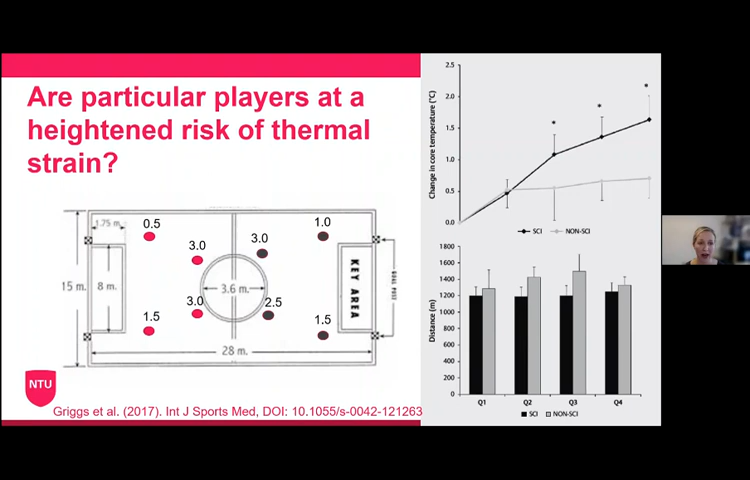 Are particular players at a
heightened risk of thermal
strain?
1.75 m.
0.5
3.0
3.0
1.0
15 m.
8 m.
3.6 m.
KEY AREA
GOAL POST
1.5
3.0
2.5
1.5
28 m.
NTU
Griggs et al. (2017). Int J Sports Med, DOI: 10.1055/s-0042-121263
Change in core temperature (°C)
2.5
2.0
1.5
1.0
0.5
0
* * *
SCI NON-SCI
Distance (m)
1800
1600
1400
1200
1000
800
600
400
200
0
Q1 Q2 Q3 Q4
SCI NON-SCI